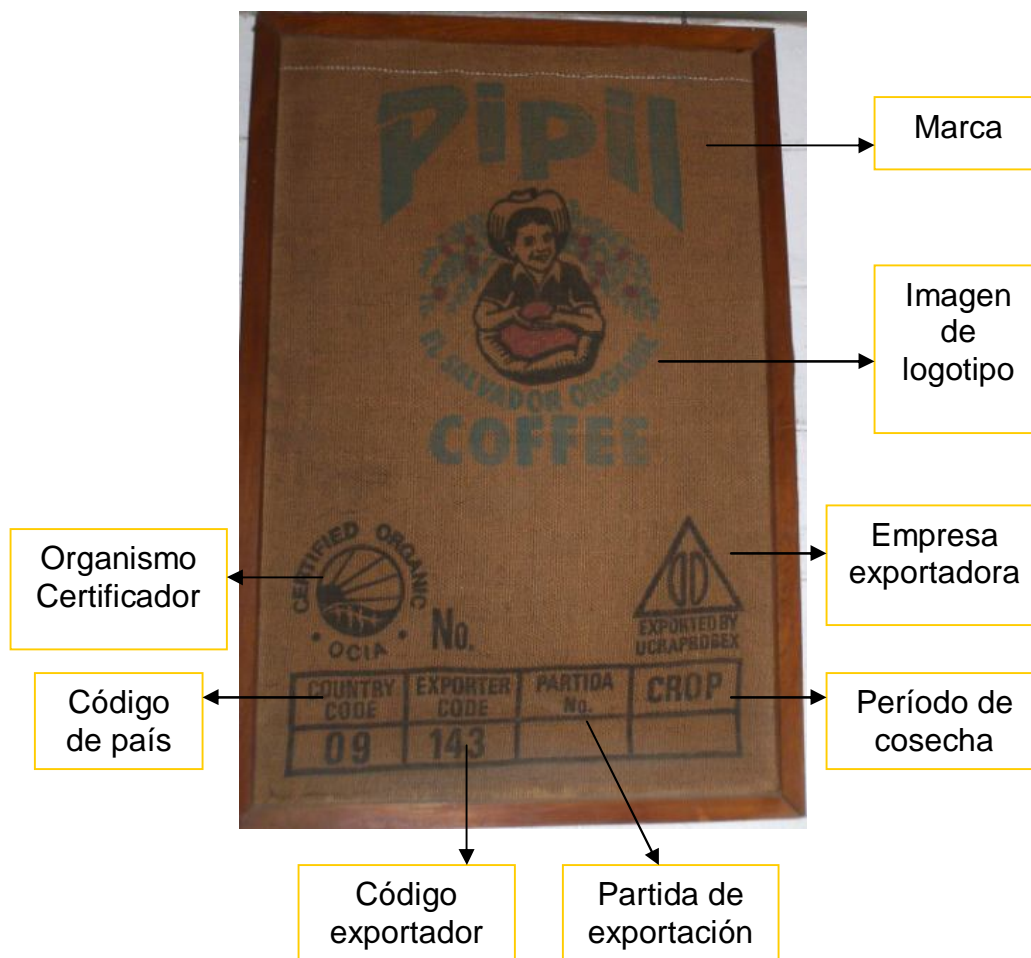 Pipil
EL SALVADOR ORGANIC
COFFEE
CERTIFIED ORGANIC
• OCIA •
No.
EXPORTED BY
UCRAPROBEX
COUNTRY CODE
EXPORTER CODE
PARTIDA No.
CROP
09
143
Marca
Imagen
de
logotipo
Empresa
exportadora
Período de
cosecha
Organismo
Certificador
Código
de país
Código
exportador
Partida de
exportación